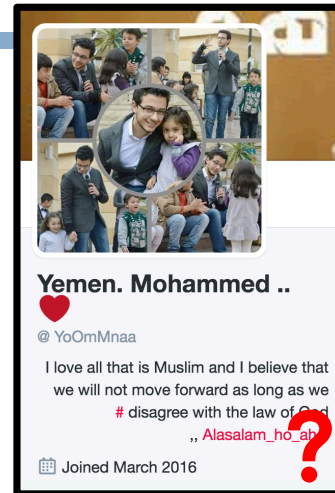 Yemen. Mohammed ..
@ YoOmMnaa
I love all that is Muslim and I believe that
we will not move forward as long as we
# disagree with the law of
,, Alasalam_ho_
Joined March 2016
?